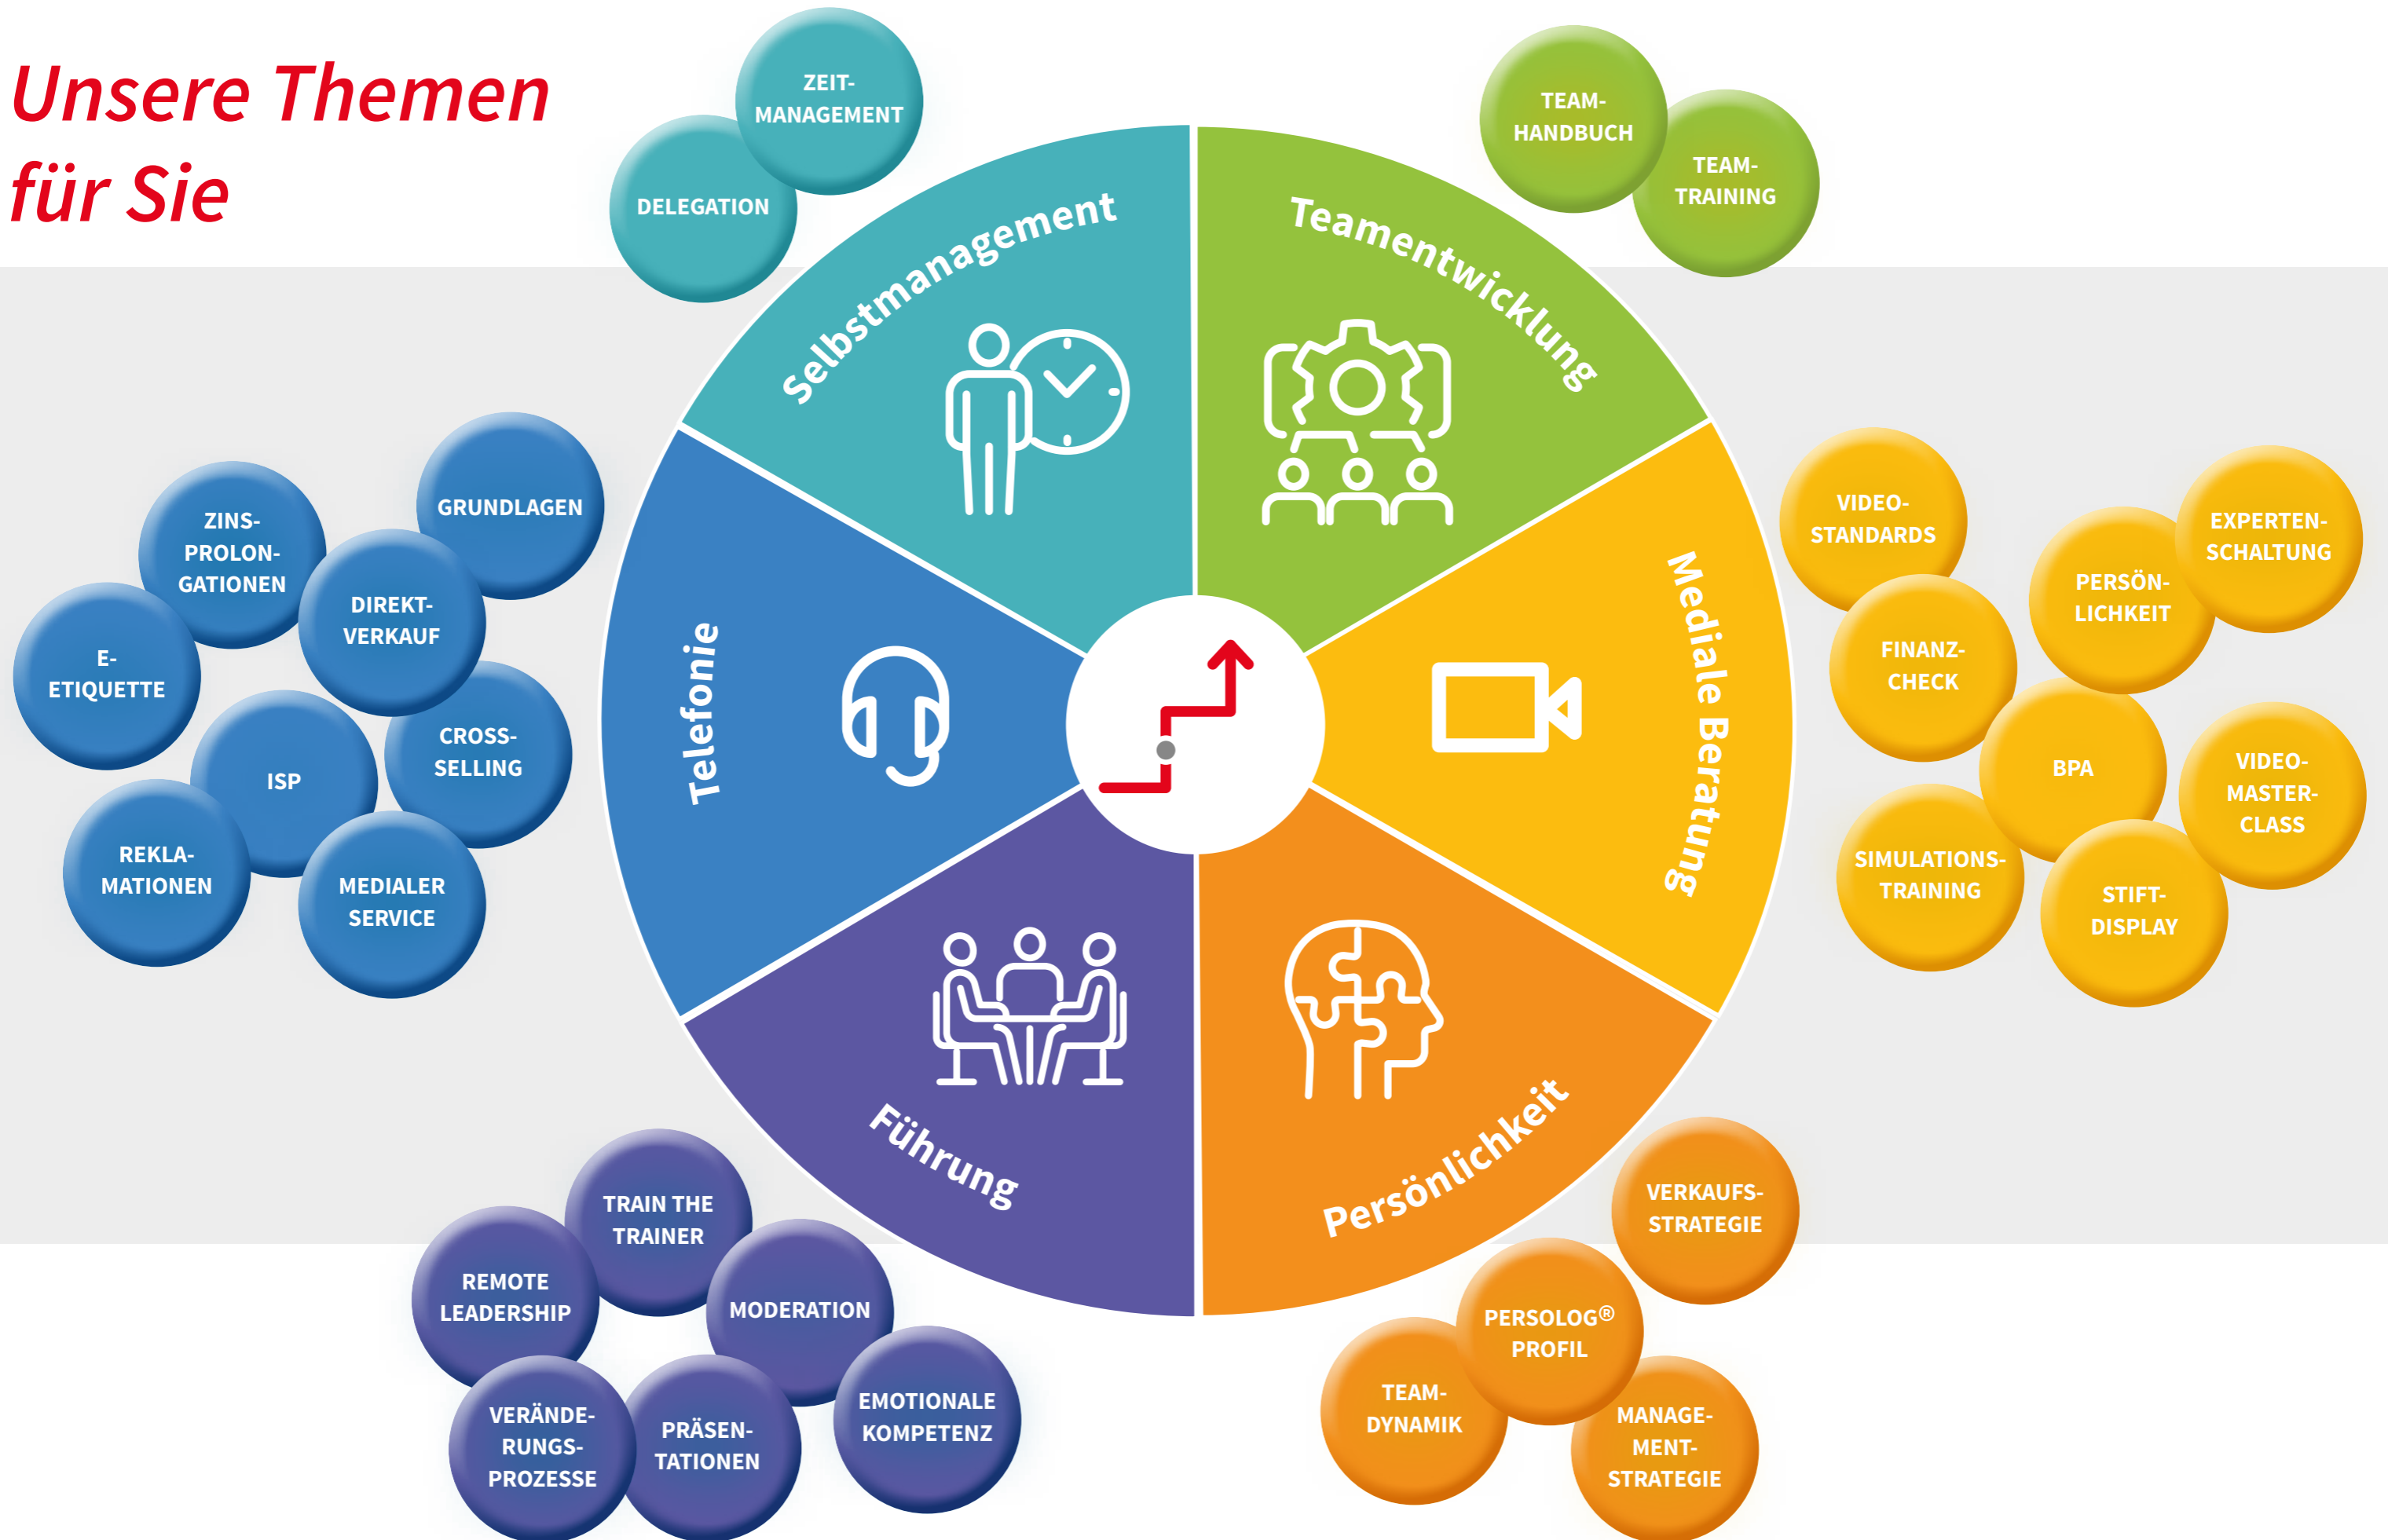 Unsere Themen
für Sie
ZEIT-
MANAGEMENT
DELEGATION
Selbstmanagement
TEAM-
HANDBUCH
TEAM-
TRAINING
Teamentwicklung
VIDEO-
STANDARDS
EXPERTEN-
SCHALTUNG
PERSÖN-
LICHKEIT
FINANZ-
CHECK
BPA
VIDEO-
MASTER-
CLASS
SIMULATIONS-
TRAINING
STIFT-
DISPLAY
Mediale Beratung
VERKAUFS-
STRATEGIE
PERSOLOG®
PROFIL
TEAM-
DYNAMIK
MANAGE-
MENT-
STRATEGIE
Persönlichkeit
TRAIN THE
TRAINER
REMOTE
LEADERSHIP
MODERATION
EMOTIONALE
KOMPETENZ
VERÄNDE-
RUNGS-
PROZESSE
PRÄSEN-
TATIONEN
Führung
GRUNDLAGEN
ZINS-
PROLON-
GATIONEN
DIREKT-
VERKAUF
E-
ETIQUETTE
CROSS-
SELLING
ISP
REKLA-
MATIONEN
MEDIALER
SERVICE
Telefonie